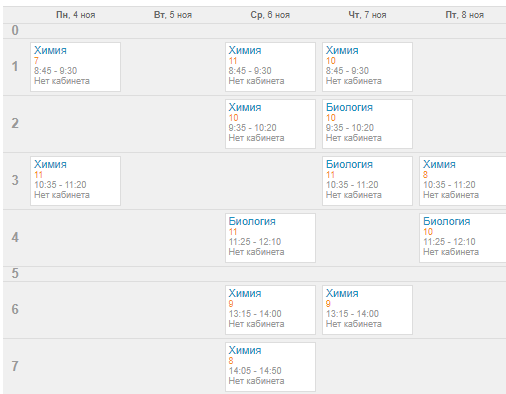 Пн, 4 ноя Вт, 5 ноя Ср, 6 ноя Чт, 7 ноя Пт, 8 ноя
0
1
Химия
7
8:45 - 9:30
Нет кабинета
Химия
11
8:45 - 9:30
Нет кабинета
Химия
10
8:45 - 9:30
Нет кабинета
2
Химия
10
9:35 - 10:20
Нет кабинета
Биология
10
9:35 - 10:20
Нет кабинета
3
Химия
11
10:35 - 11:20
Нет кабинета
Биология
11
10:35 - 11:20
Нет кабинета
Химия
8
10:35 - 11:20
Нет кабинета
4
Биология
11
11:25 - 12:10
Нет кабинета
Биология
10
11:25 - 12:10
Нет кабинета
5
6
Химия
9
13:15 - 14:00
Нет кабинета
Химия
9
13:15 - 14:00
Нет кабинета
7
Химия
8
14:05 - 14:50
Нет кабинета